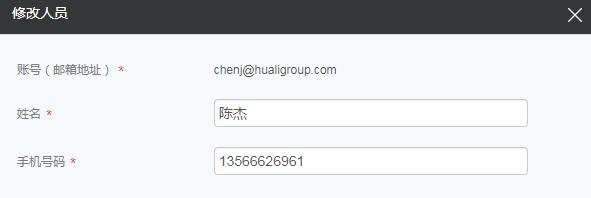 修改人员
账号（邮箱地址） * chenj@hualigroup.com
姓名 * 陈杰
手机号码 * 13566626961